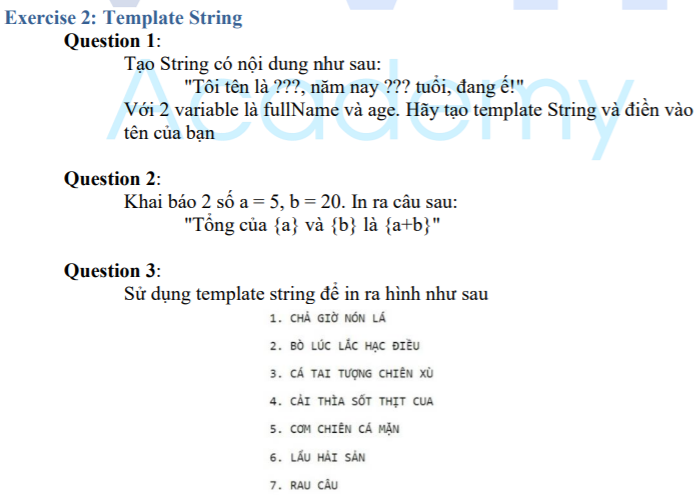 Exercise 2: Template String
Question 1:
Tạo String có nội dung như sau:
"Tôi tên là ???, năm nay ??? tuổi, đang ế!"
Với 2 variable là fullName và age. Hãy tạo template String và điền vào
tên của bạn
Academy
Question 2:
Khai báo 2 số a = 5, b = 20. In ra câu sau:
"Tổng của {a} và {b} là {a+b}"
Question 3:
Sử dụng template string để in ra hình như sau
1. CHẢ GIÒ NÓN LÁ
2. BÒ LÚC LẮC HẠC ĐIỀU
3. CÁ TAI TƯỢNG CHIÊN XÙ
4. CẢI THÌA SỐT THỊT CUA
5. CƠM CHIÊN CÁ MẶN
6. LẨU HẢI SẢN
7. RAU CÂU